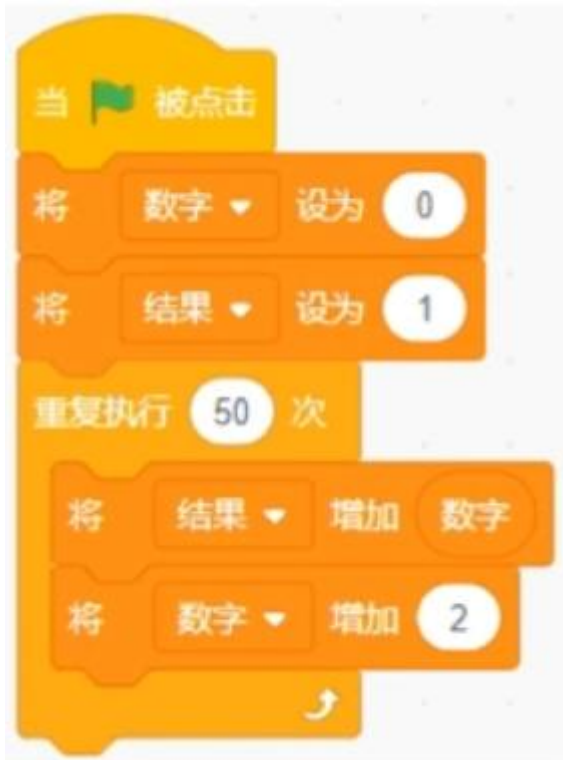 当 被点击
将 数字 设为 0
将 结果 设为 1
重复执行 50 次
将 结果 增加 数字
将 数字 增加 2